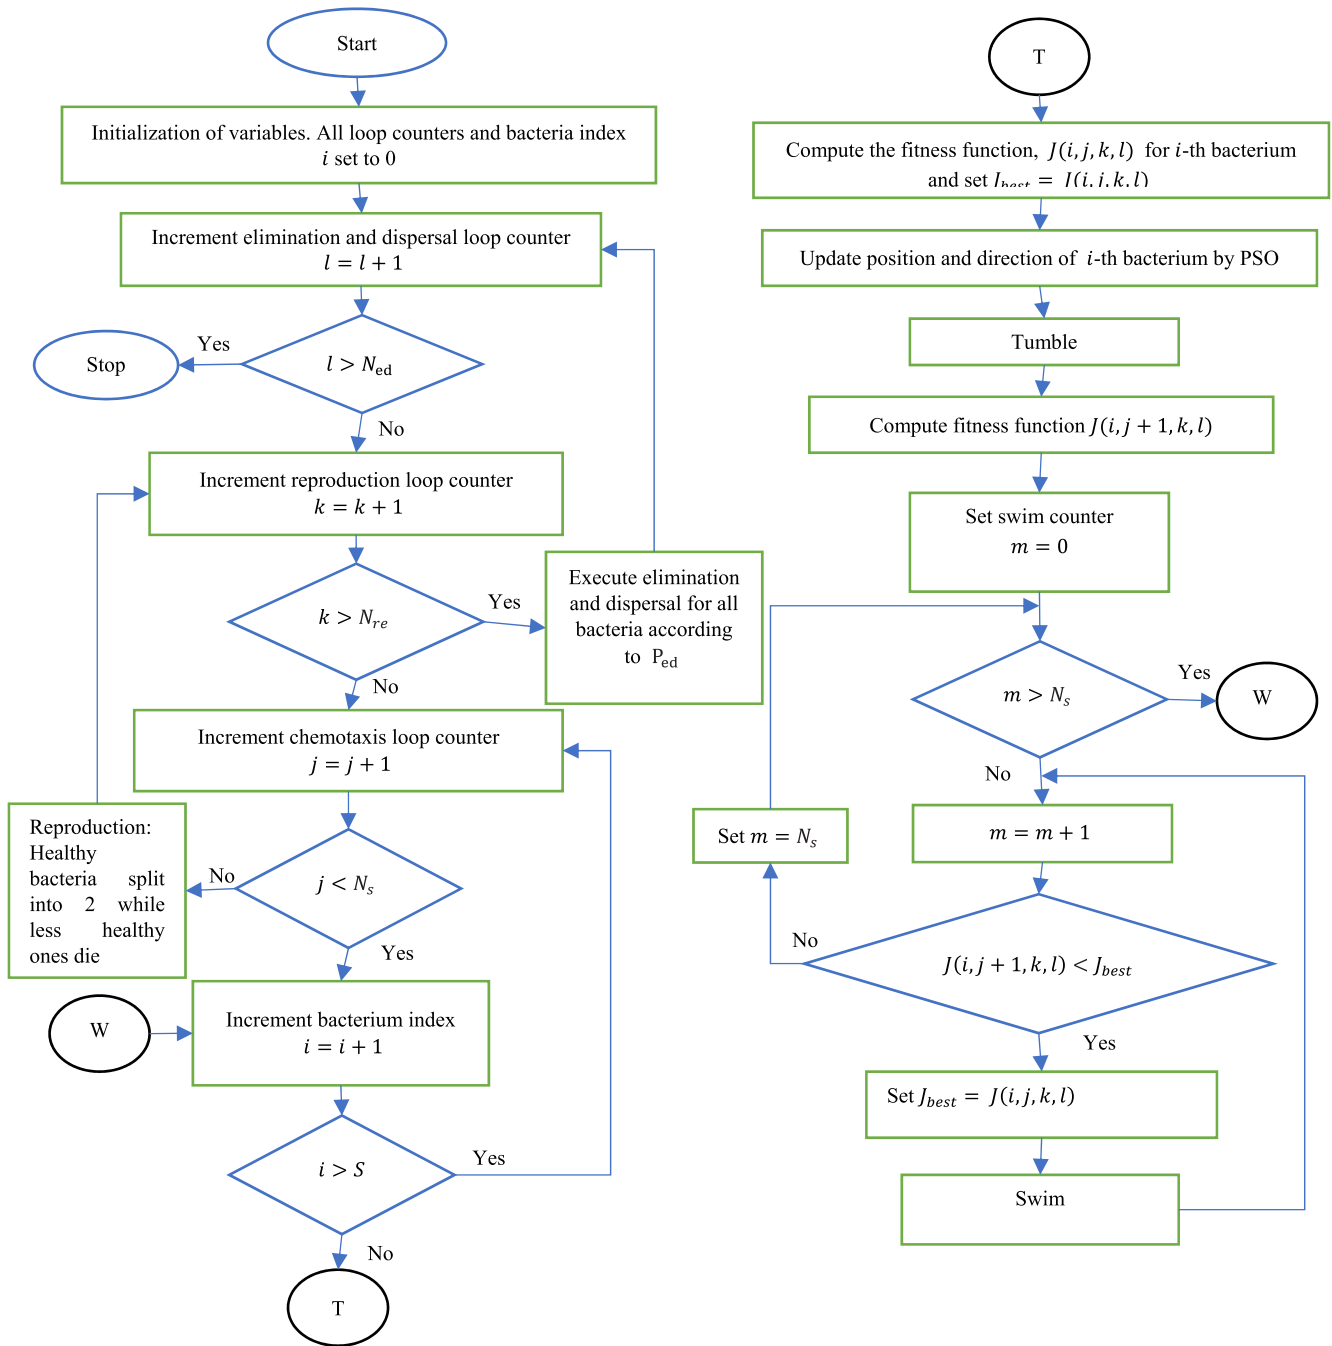 Start
Initialization of variables. All loop counters and bacteria index
i set to 0
Increment elimination and dispersal loop counter
l = l + 1
Yes
l > N_ed
Stop
No
Increment reproduction loop counter
k = k + 1
k > N_re
Yes
Execute elimination
and dispersal for all
bacteria according
to P_ed
No
Increment chemotaxis loop counter
j = j + 1
Reproduction:
Healthy
bacteria split
into 2 while
less healthy
ones die
No
j < N_s
Yes
W
Increment bacterium index
i = i + 1
i > S
Yes
No
T
T
Compute the fitness function, J(i, j, k, l) for i-th bacterium
and set J_best = J(i, j, k, l)
Update position and direction of i-th bacterium by PSO
Tumble
Compute fitness function J(i, j + 1, k, l)
Set swim counter
m = 0
m > N_s
Yes
W
No
m = m + 1
Set m = N_s
No
J(i, j + 1, k, l) < J_best
Yes
Set J_best = J(i, j, k, l)
Swim